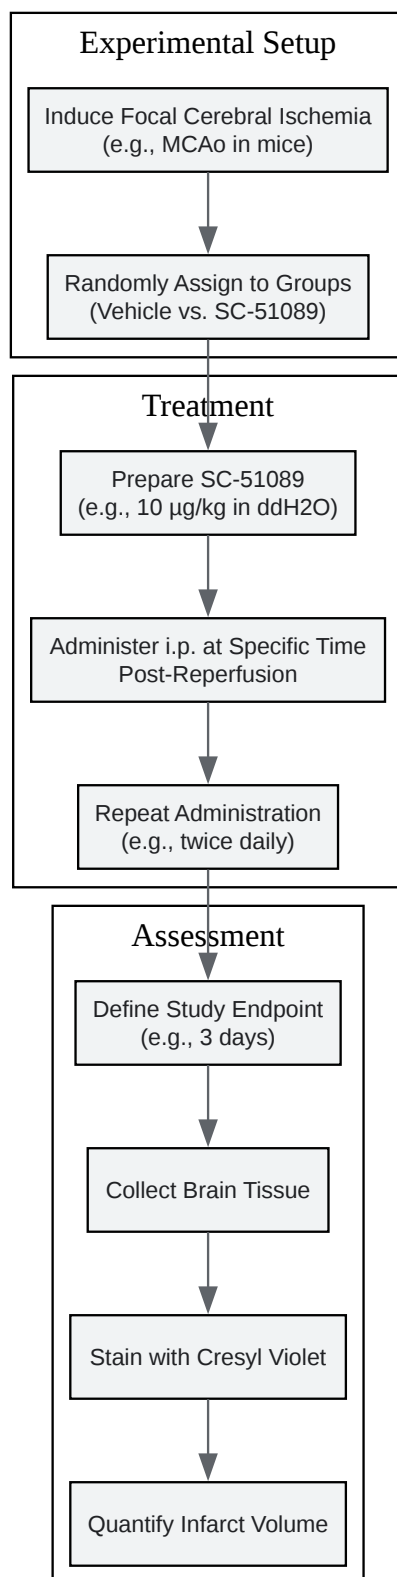 Experimental Setup
Induce Focal Cerebral Ischemia
(e.g., MCAo in mice)
Randomly Assign to Groups
(Vehicle vs. SC-51089)
Treatment
Prepare SC-51089
(e.g., 10 µg/kg in ddH2O)
Administer i.p. at Specific Time
Post-Reperfusion
Repeat Administration
(e.g., twice daily)
Assessment
Define Study Endpoint
(e.g., 3 days)
Collect Brain Tissue
Stain with Cresyl Violet
Quantify Infarct Volume